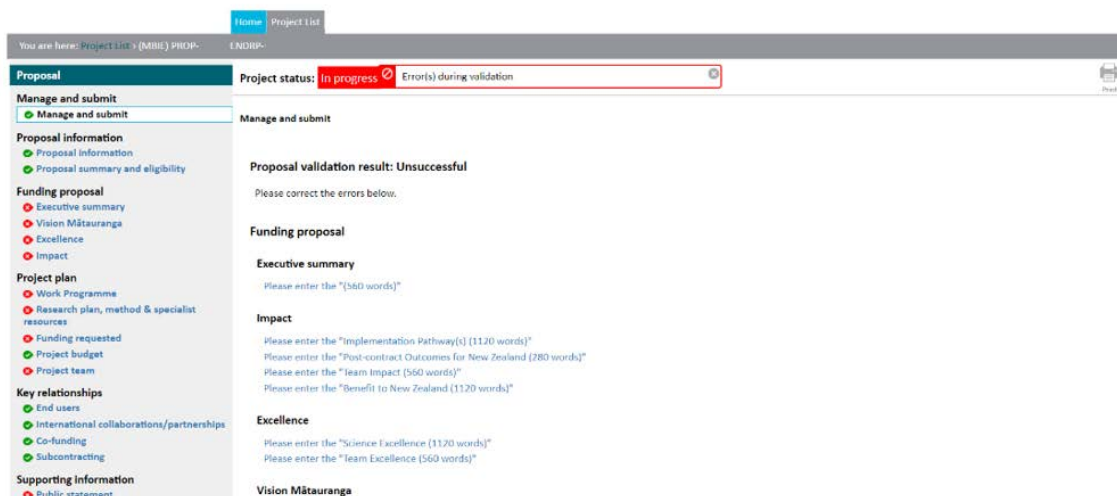 Home Project List
You are here: Project List › (MBIE) PROP- ENDRP-
Proposal
Manage and submit
Manage and submit
Proposal information
Proposal information
Proposal summary and eligibility
Funding proposal
Executive summary
Vision Mātauranga
Excellence
Impact
Project plan
Work Programme
Research plan, method & specialist
resources
Funding requested
Project budget
Project team
Key relationships
End users
International collaborations/partnerships
Co-funding
Subcontracting
Supporting information
Public statement
Project status: In progress Error(s) during validation
Manage and submit
Proposal validation result: Unsuccessful
Please correct the errors below.
Funding proposal
Executive summary
Please enter the "(560 words)"
Impact
Please enter the "Implementation Pathway(s) (1120 words)"
Please enter the "Post-contract Outcomes for New Zealand (280 words)"
Please enter the "Team Impact (560 words)"
Please enter the "Benefit to New Zealand (1120 words)"
Excellence
Please enter the "Science Excellence (1120 words)"
Please enter the "Team Excellence (560 words)"
Vision Mātauranga